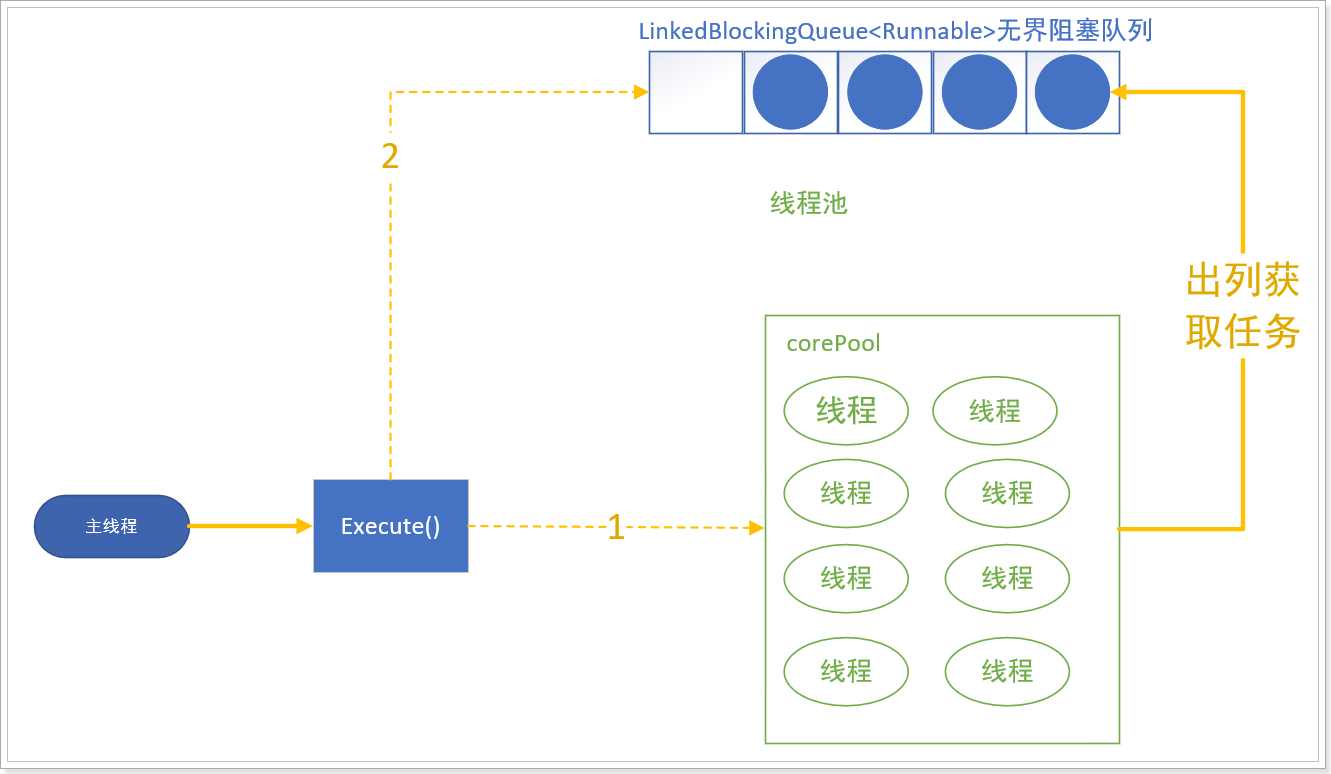 LinkedBlockingQueue<Runnable>无界阻塞队列
2
线程池
出列获
取任务
corePool
线程 线程
线程 线程
主线程
Execute()
1
线程 线程
线程 线程